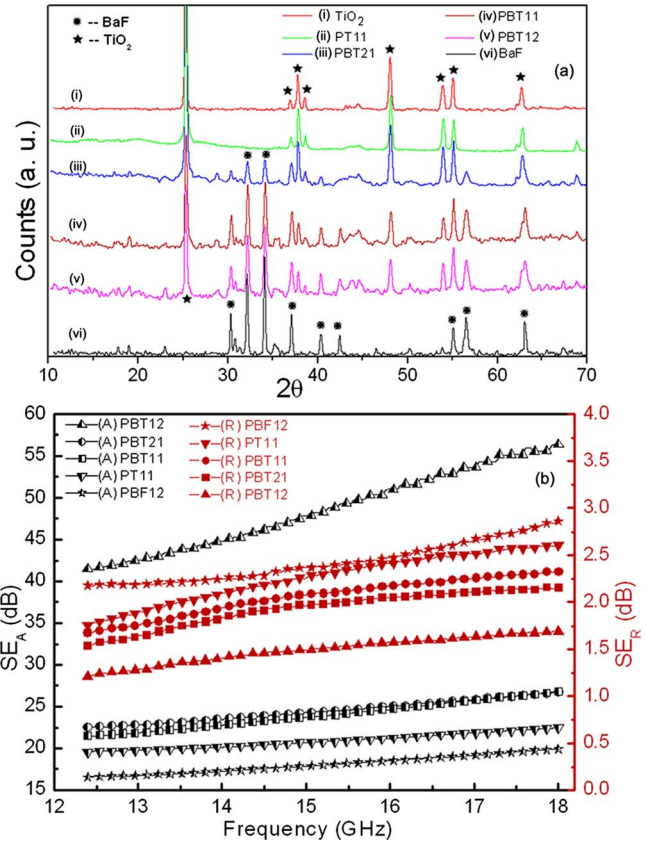 -- BaF
-- TiO2
(i) TiO2
(ii) PT11
(iii) PBT21
(iv) PBT11
(v) PBT12
(vi) BaF
(a)
(i)
(ii)
(iii)
(iv)
(v)
(vi)
Counts (a. u.)
10 20 30 40 50 60 70
2θ
60
55
50
45
40
35
30
25
20
15
SEA (dB)
(A) PBT12
(A) PBT21
(A) PBT11
(A) PT11
(A) PBF12
(R) PBF12
(R) PT11
(R) PBT11
(R) PBT21
(R) PBT12
(b)
4.0
3.5
3.0
2.5
2.0
1.5
1.0
0.5
0.0
SER (dB)
12 13 14 15 16 17 18
Frequency (GHz)